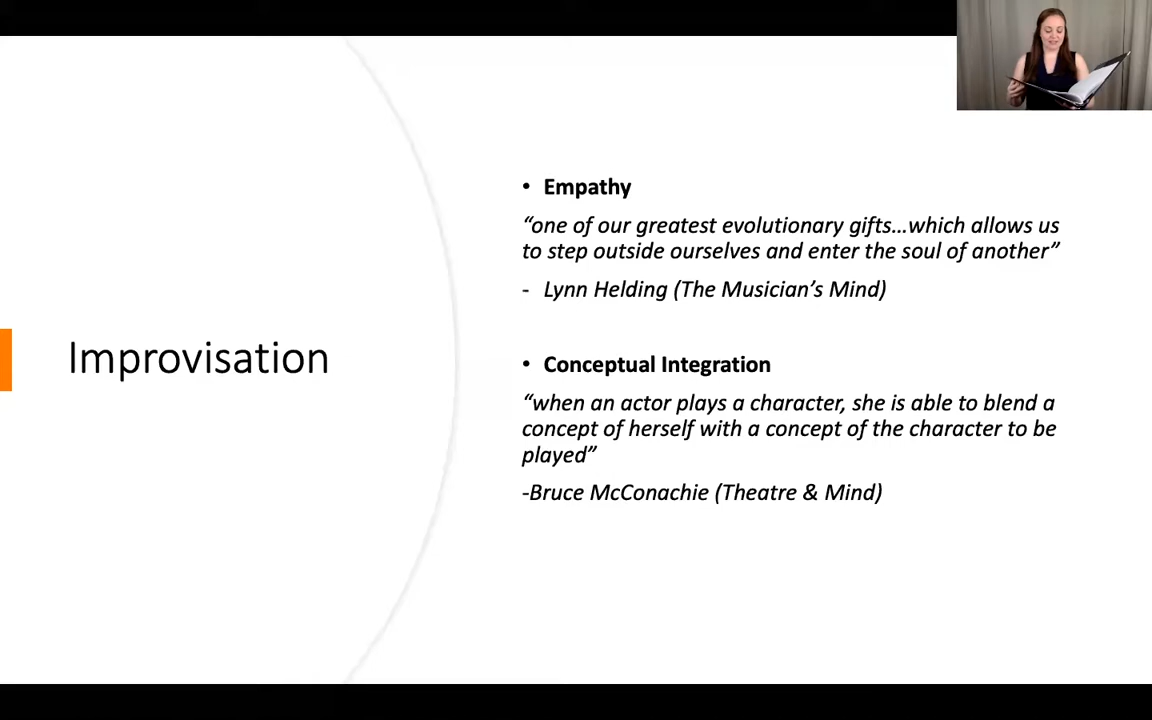 Improvisation
• Empathy
“one of our greatest evolutionary gifts…which allows us
to step outside ourselves and enter the soul of another”
- Lynn Helding (The Musician’s Mind)
• Conceptual Integration
“when an actor plays a character, she is able to blend a
concept of herself with a concept of the character to be
played”
-Bruce McConachie (Theatre & Mind)